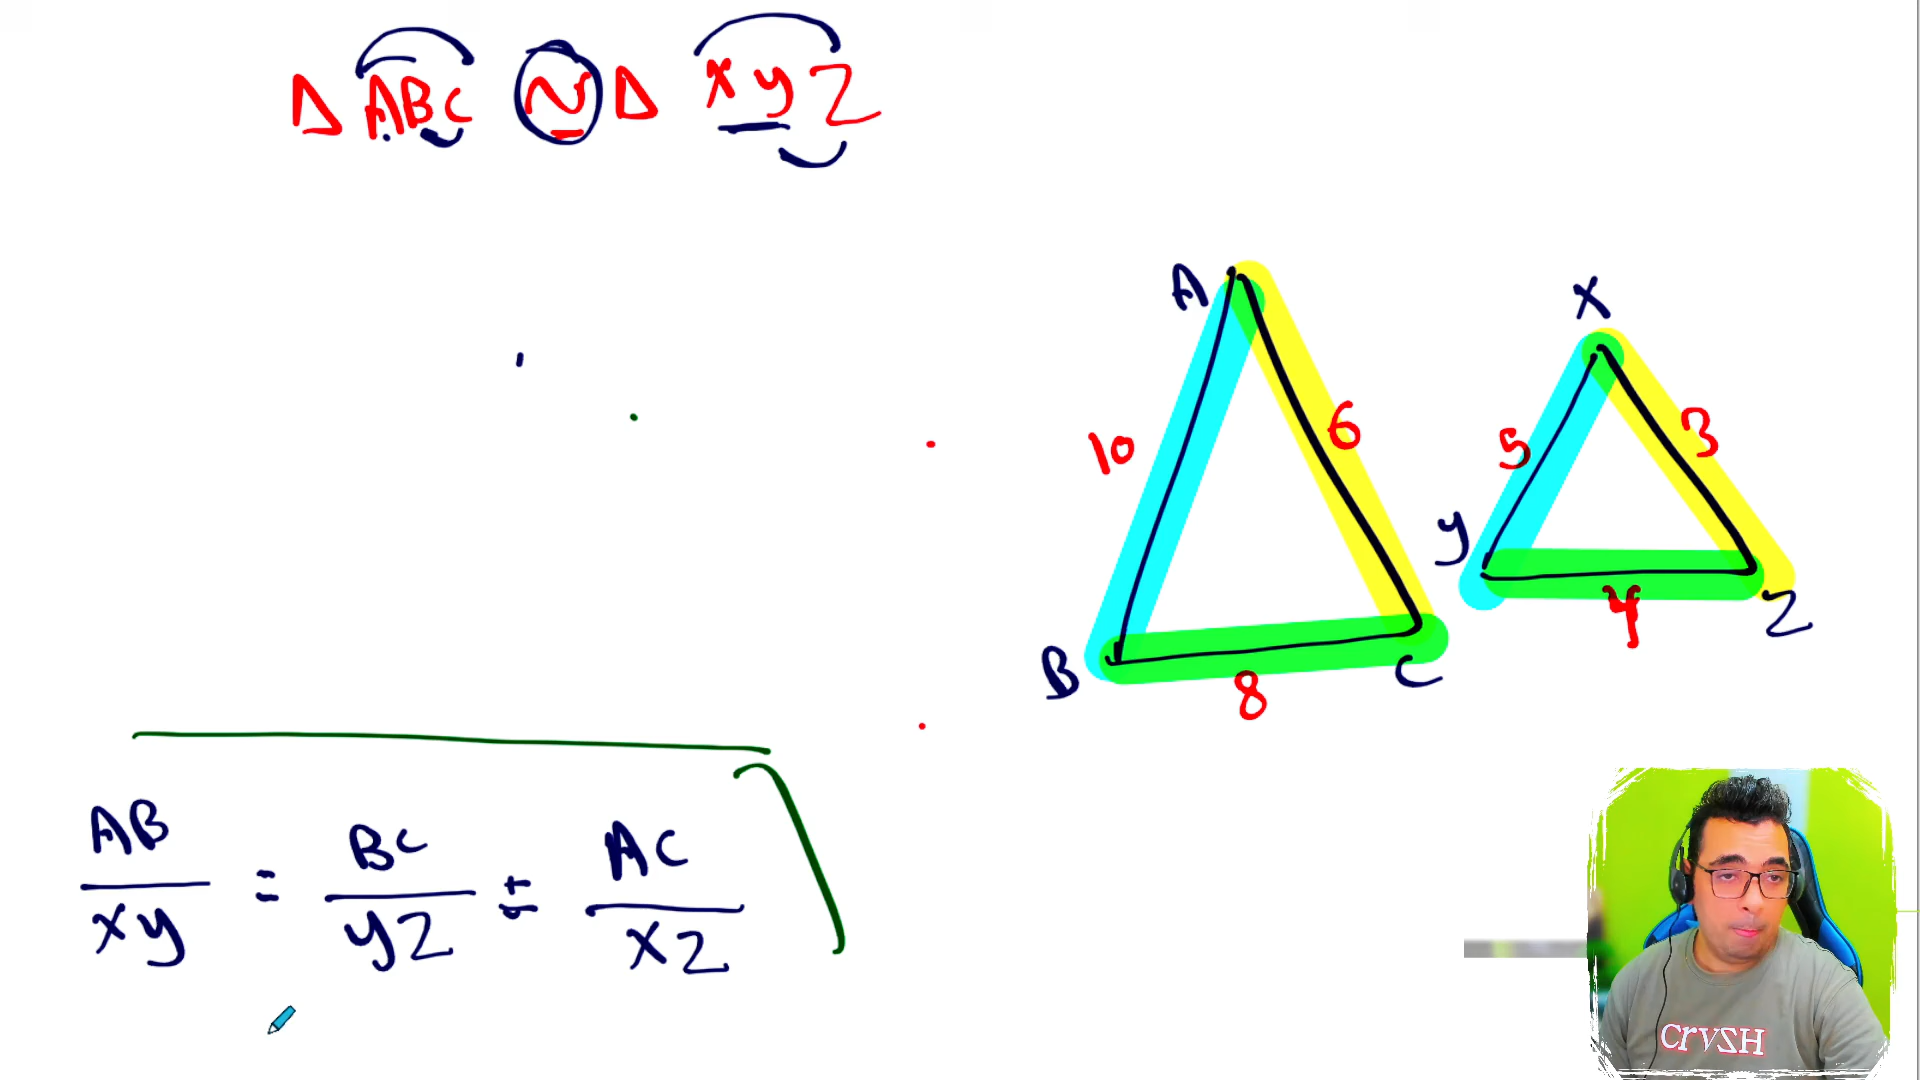 Δ ABC ~ Δ xyz
A
X
10
6
5
3
y
B
8
C
4
Z
AB/xy = BC/yz = AC/xz
CRVSH